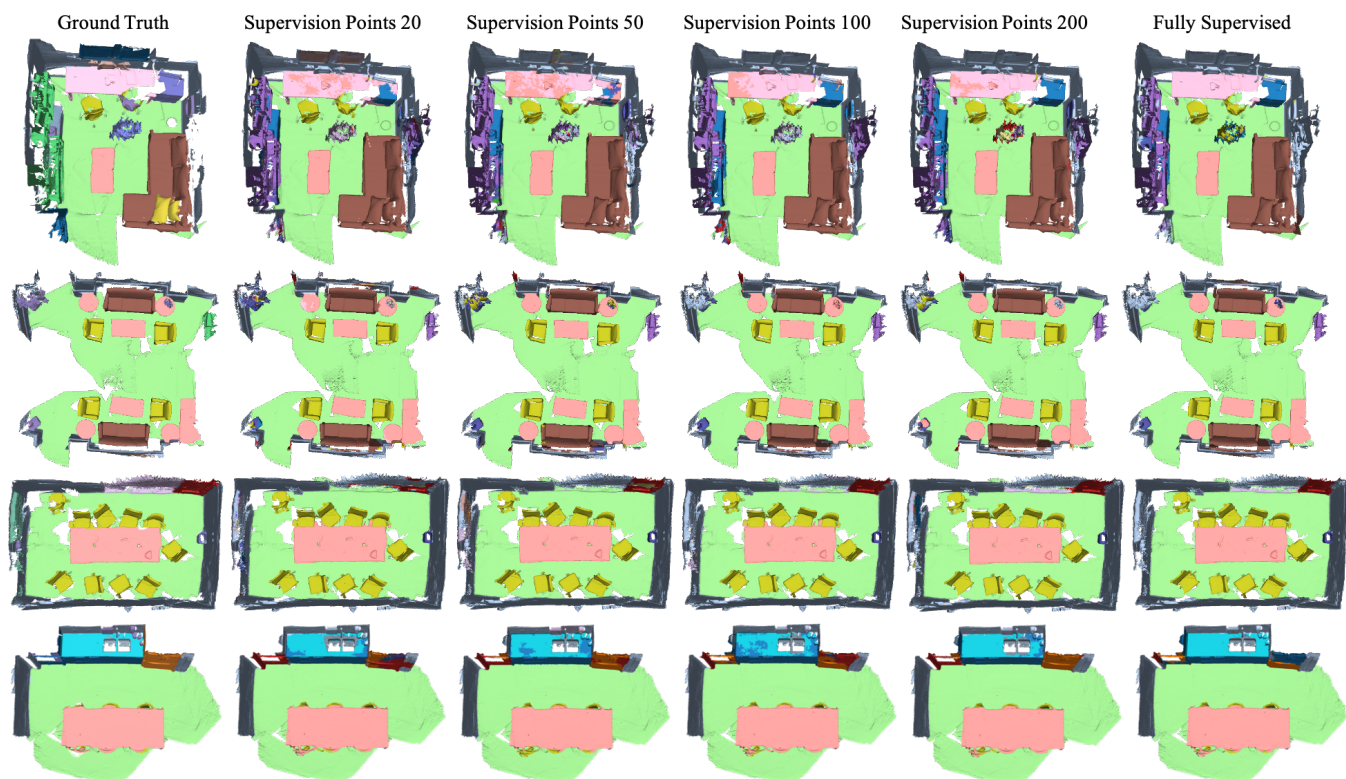 Ground Truth
Supervision Points 20
Supervision Points 50
Supervision Points 100
Supervision Points 200
Fully Supervised